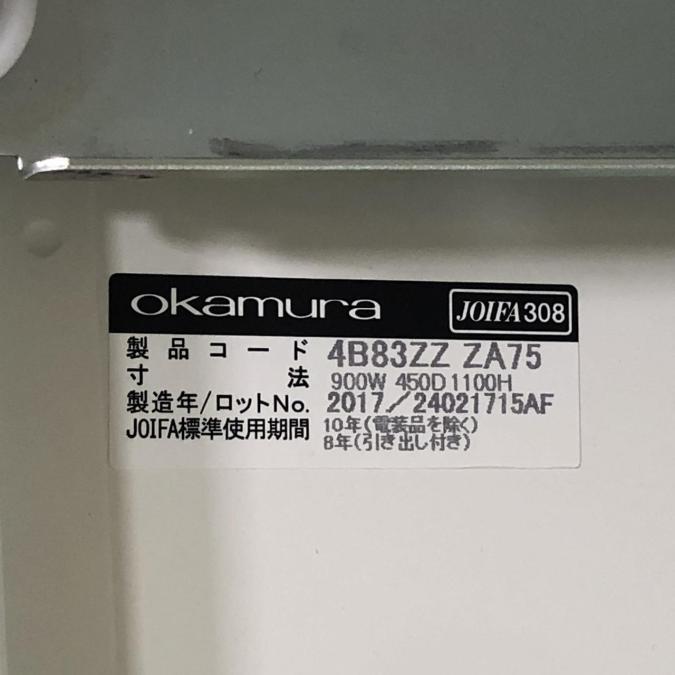 okamura JOIFA308
製品コード 4B83ZZ ZA75
寸法 900W 450D 1100H
製造年/ロットNo. 2017/24021715AF
JOIFA標準使用期間 10年(電装品を除く)
8年(引き出し付き)